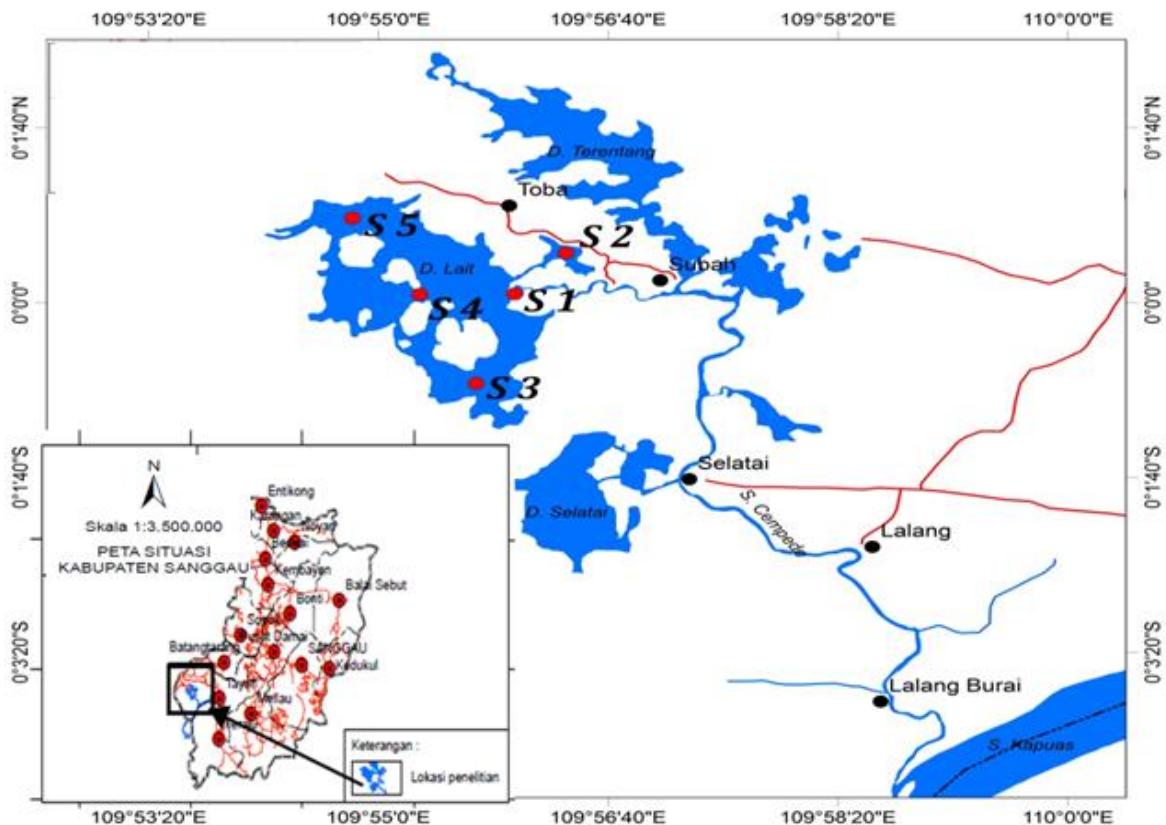 109°53'20"E 109°55'0"E 109°56'40"E 109°58'20"E 110°0'0"E
0°1'40"N 0°1'40"N
D. Terentang
Toba
S 5
S 2
D. Lait
Subah
S 4
S 1
0°0'0" 0°0'0"
S 3
0°1'40"S 0°1'40"S
Selatai
D. Selatai
S. Cempede
Lalang
0°3'20"S 0°3'20"S
Lalang Burai
S. Kapuas
N
Skala 1:3.500.000
PETA SITUASI
KABUPATEN SANGGAU
Entikong
Kembayan
Balai Sebut
Bonti
Damai
Batangtarang
SANGGAU
Kedukul
Keterangan :
Lokasi penelitian
109°53'20"E 109°55'0"E 109°56'40"E 109°58'20"E 110°0'0"E